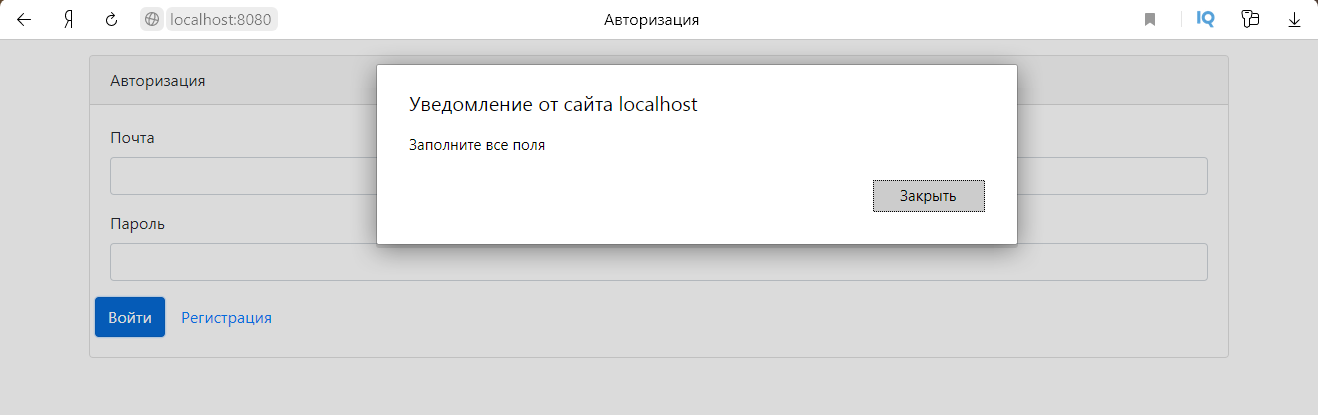 Я localhost:8080 Авторизация IQ
Авторизация
Уведомление от сайта localhost
Заполните все поля
Закрыть
Почта
Пароль
Войти Регистрация